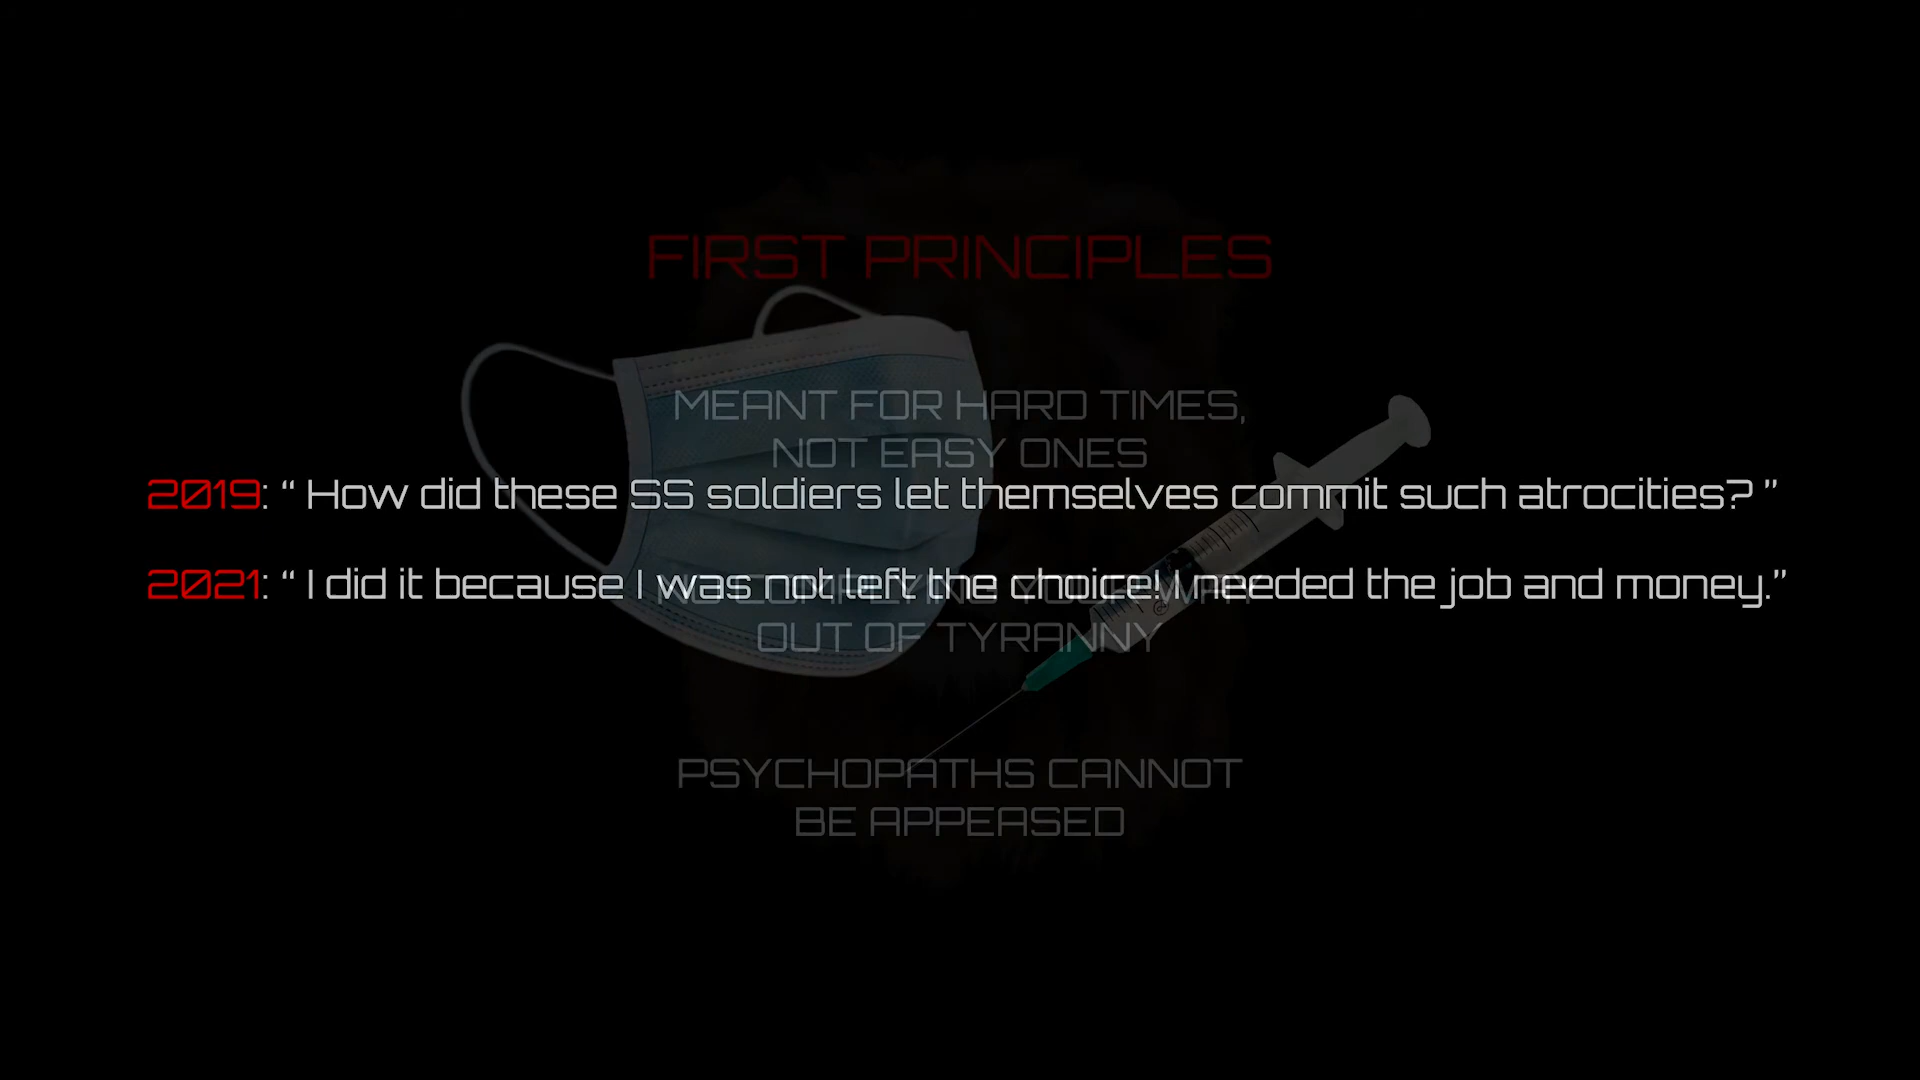 FIRST PRINCIPLES
MEANT FOR HARD TIMES,
NOT EASY ONES
2019: “ How did these SS soldiers let themselves commit such atrocities? ”
2021: “ I did it because I was not left the choice! I needed the job and money.”
OUT OF TYRANNY
PSYCHOPATHS CANNOT
BE APPEASED